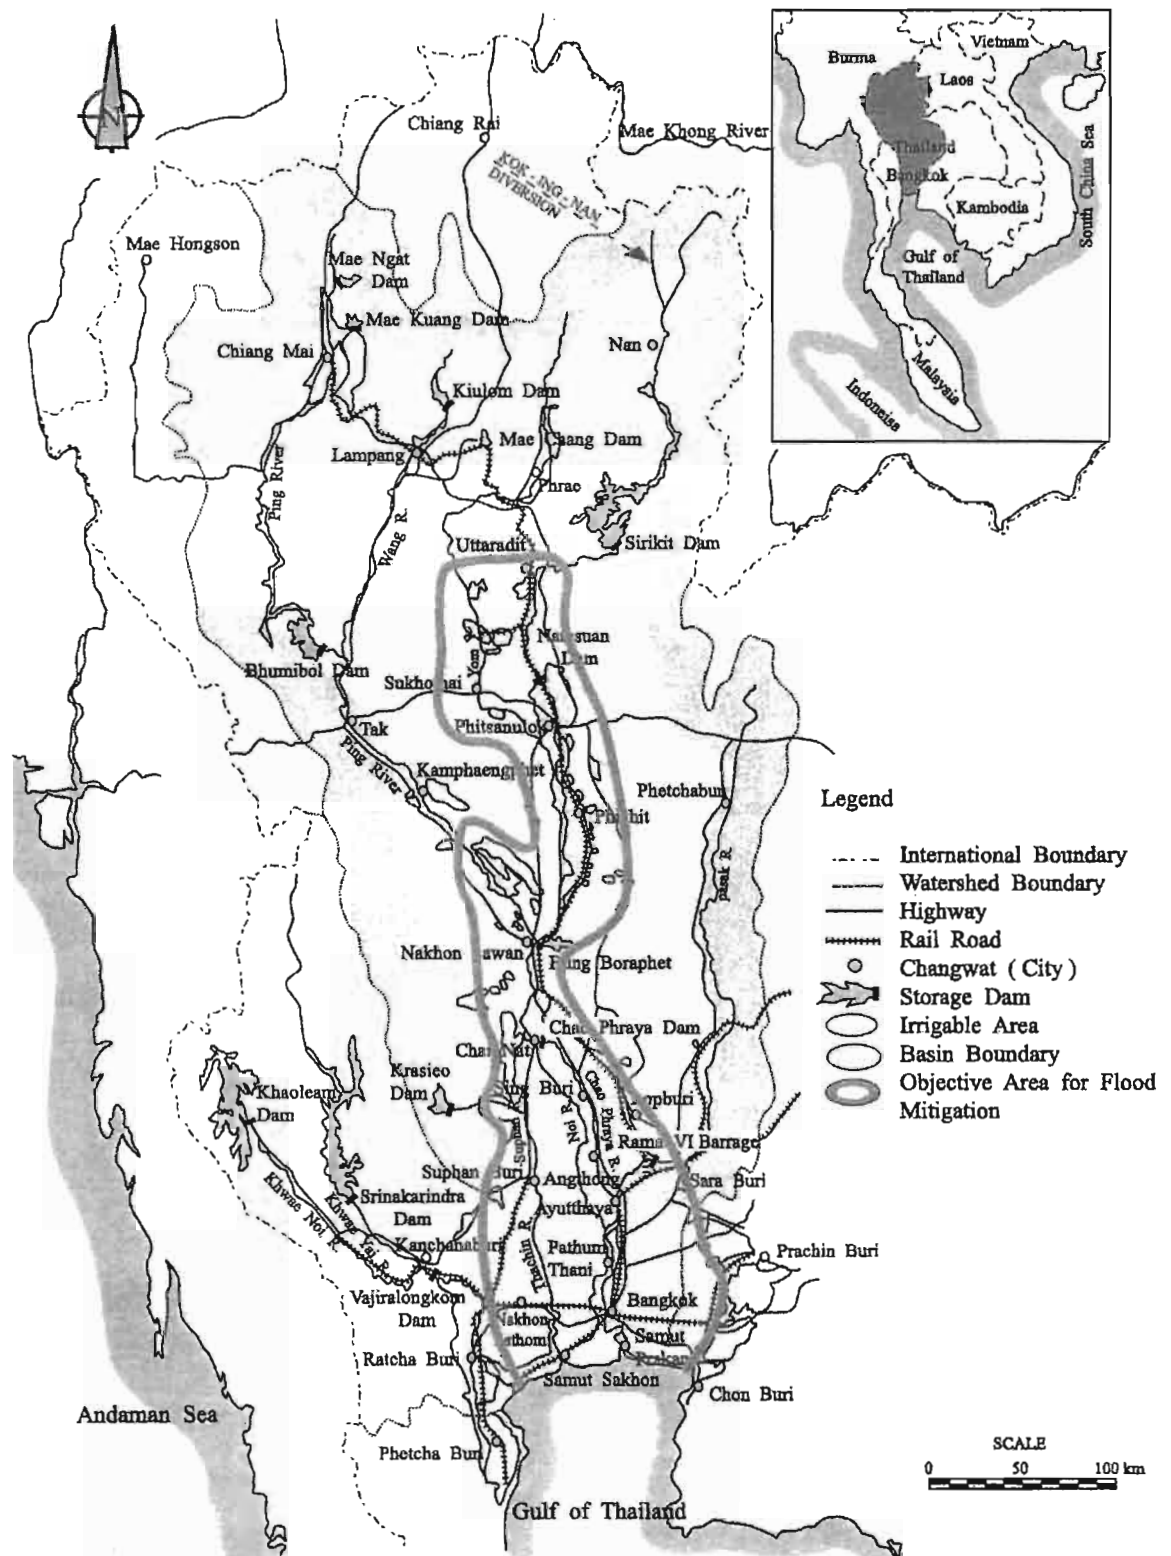 Vietnam
Burma
Laos
Thailand
Bangkok
Kambodia
South China Sea
Gulf of
Thailand
Malaysia
Indoneisa
N
Chiang Rai
Mae Khong River
KOK - ING - NAN
DIVERSION
Mae Hongson
Mae Ngat
Dam
Mae Kuang Dam
Chiang Mai
Nan
Kiulom Dam
Mae Chang Dam
Lampang
Phrae
Ping River
Wang R.
Uttaradit
Sirikit Dam
Naresuan
Dam
Bhumibol Dam
Yom R.
Sukhothai
Tak
Phitsanulok
Ping River
Kamphaengphet
Phetchabun
Phichit
Nan R.
Pasak R.
Nakhon Sawan
Bung Boraphet
Chao Phraya Dam
Chai Nat
Krasieo
Dam
Sing Buri
Khaoleam
Dam
Suphan R.
Noi R.
Chao Phraya R.
Lopburi
Rama VI Barrage
Suphan Buri
Angthong
Sara Buri
Srinakarindra
Dam
Ayutthaya
Khwae Noi R.
Khwae Yai R.
Kanchanaburi
Thachin R.
Pathum
Thani
Prachin Buri
Vajiralongkorn
Dam
Bangkok
Nakhon
Pathom
Samut
Prakan
Ratcha Buri
Samut Sakhon
Chon Buri
Andaman Sea
Phetcha Buri
Gulf of Thailand
Legend
International Boundary
Watershed Boundary
Highway
Rail Road
Changwat ( City )
Storage Dam
Irrigable Area
Basin Boundary
Objective Area for Flood
Mitigation
SCALE
0 50 100 km